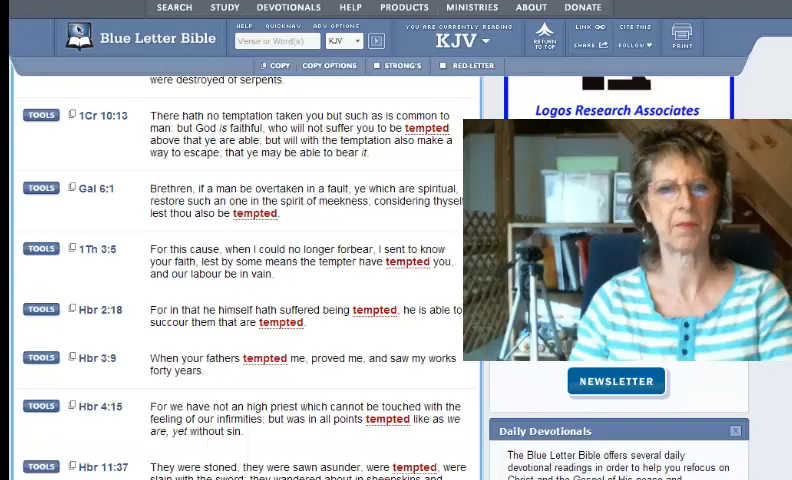 SEARCH STUDY DEVOTIONALS HELP PRODUCTS MINISTRIES ABOUT DONATE
Blue Letter Bible
HELP QUICKNAV ADV OPTIONS
Verse or Word(s) KJV
YOU ARE CURRENTLY READING
KJV
RETURN
TO TOP
LINK CITE THIS
SHARE FOLLOW
PRINT
COPY COPY OPTIONS STRONG'S RED-LETTER
were destroyed of serpents.
TOOLS 1Cr 10:13 There hath no temptation taken you but such as is common to
man: but God is faithful, who will not suffer you to be tempted
above that ye are able; but will with the temptation also make a
way to escape, that ye may be able to bear it.
TOOLS Gal 6:1 Brethren, if a man be overtaken in a fault, ye which are spiritual,
restore such an one in the spirit of meekness; considering thysel
lest thou also be tempted.
TOOLS 1Th 3:5 For this cause, when I could no longer forbear, I sent to know
your faith, lest by some means the tempter have tempted you,
and our labour be in vain.
TOOLS Hbr 2:18 For in that he himself hath suffered being tempted, he is able to
succour them that are tempted.
TOOLS Hbr 3:9 When your fathers tempted me, proved me, and saw my works
forty years.
TOOLS Hbr 4:15 For we have not an high priest which cannot be touched with the
feeling of our infirmities; but was in all points tempted like as we
are, yet without sin.
TOOLS Hbr 11:37 They were stoned, they were sawn asunder, were tempted, were
slain with the sword: they wandered about in sheepskins and
Logos Research Associates
NEWSLETTER
Daily Devotionals
The Blue Letter Bible offers several daily
devotional readings in order to help you refocus on
Christ and the Gospel of His peace and